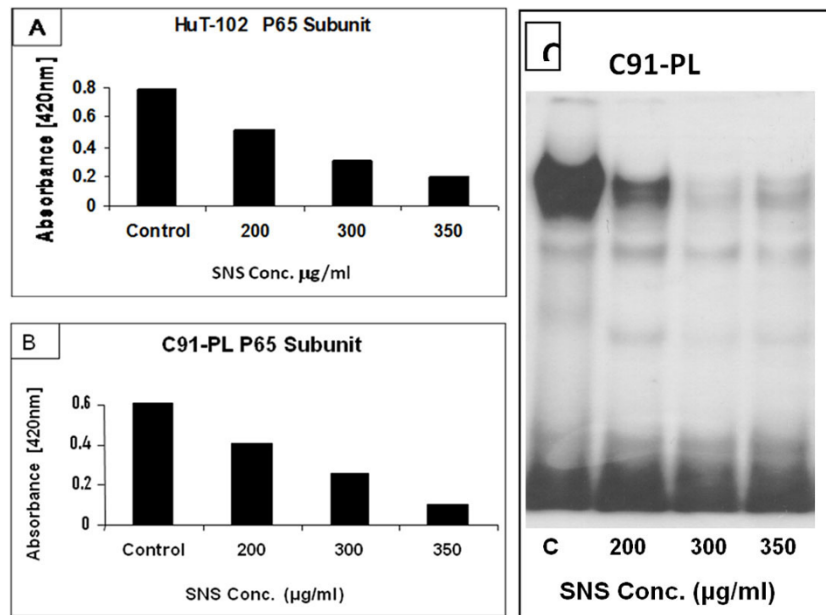 A
HuT-102 P65 Subunit
Absorbance [420nm]
0.8
0.6
0.4
0.2
0
Control 200 300 350
SNS Conc. µg/ml
B
C91-PL P65 Subunit
Absorbance [420nm]
0.6
0.4
0.2
0
Control 200 300 350
SNS Conc. (µg/ml)
C
C91-PL
C 200 300 350
SNS Conc. (µg/ml)